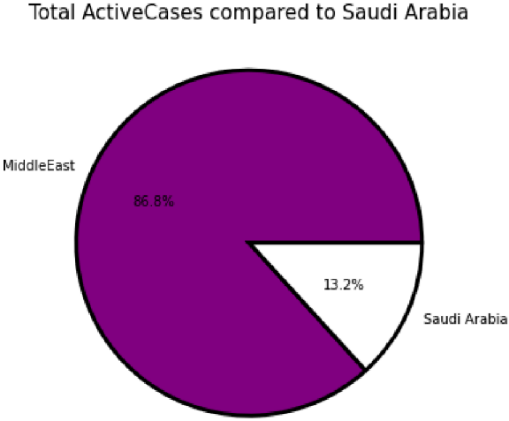 Total ActiveCases compared to Saudi Arabia
MiddleEast
86.8%
13.2%
Saudi Arabia